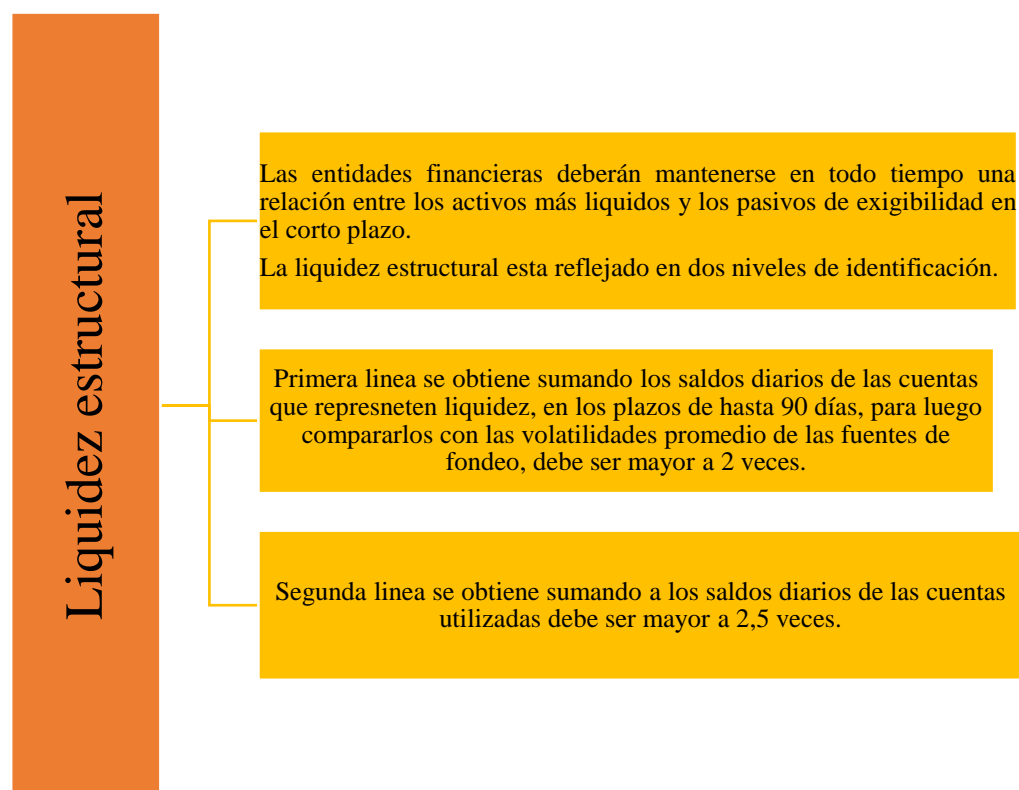 Liquidez estructural
Las entidades financieras deberán mantenerse en todo tiempo una
relación entre los activos más liquidos y los pasivos de exigibilidad en
el corto plazo.
La liquidez estructural esta reflejado en dos niveles de identificación.
Primera linea se obtiene sumando los saldos diarios de las cuentas
que represneten liquidez, en los plazos de hasta 90 días, para luego
compararlos con las volatilidades promedio de las fuentes de
fondeo, debe ser mayor a 2 veces.
Segunda linea se obtiene sumando a los saldos diarios de las cuentas
utilizadas debe ser mayor a 2,5 veces.